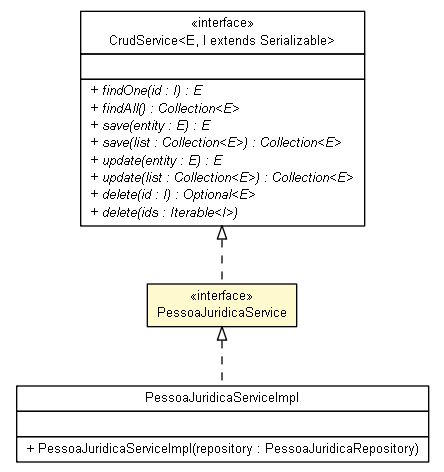 «interface»
CrudService<E, I extends Serializable>
+ findOne(id : I) : E
+ findAll() : Collection<E>
+ save(entity : E) : E
+ save(list : Collection<E>) : Collection<E>
+ update(entity : E) : E
+ update(list : Collection<E>) : Collection<E>
+ delete(id : I) : Optional<E>
+ delete(ids : Iterable<I>)
«interface»
PessoaJuridicaService
PessoaJuridicaServiceImpl
+ PessoaJuridicaServiceImpl(repository : PessoaJuridicaRepository)